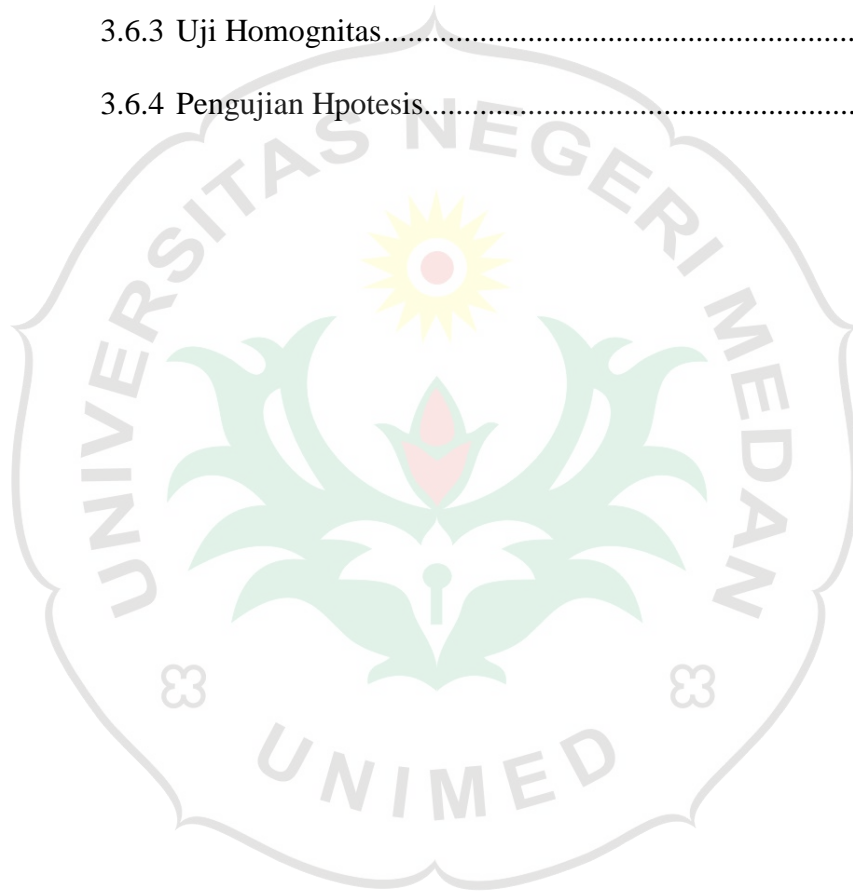 3.6.3 Uji Homognitas..........................................................
3.6.4 Pengujian Hpotesis.....................................................
UNIVERSITAS NEGERI MEDAN
UNIMED